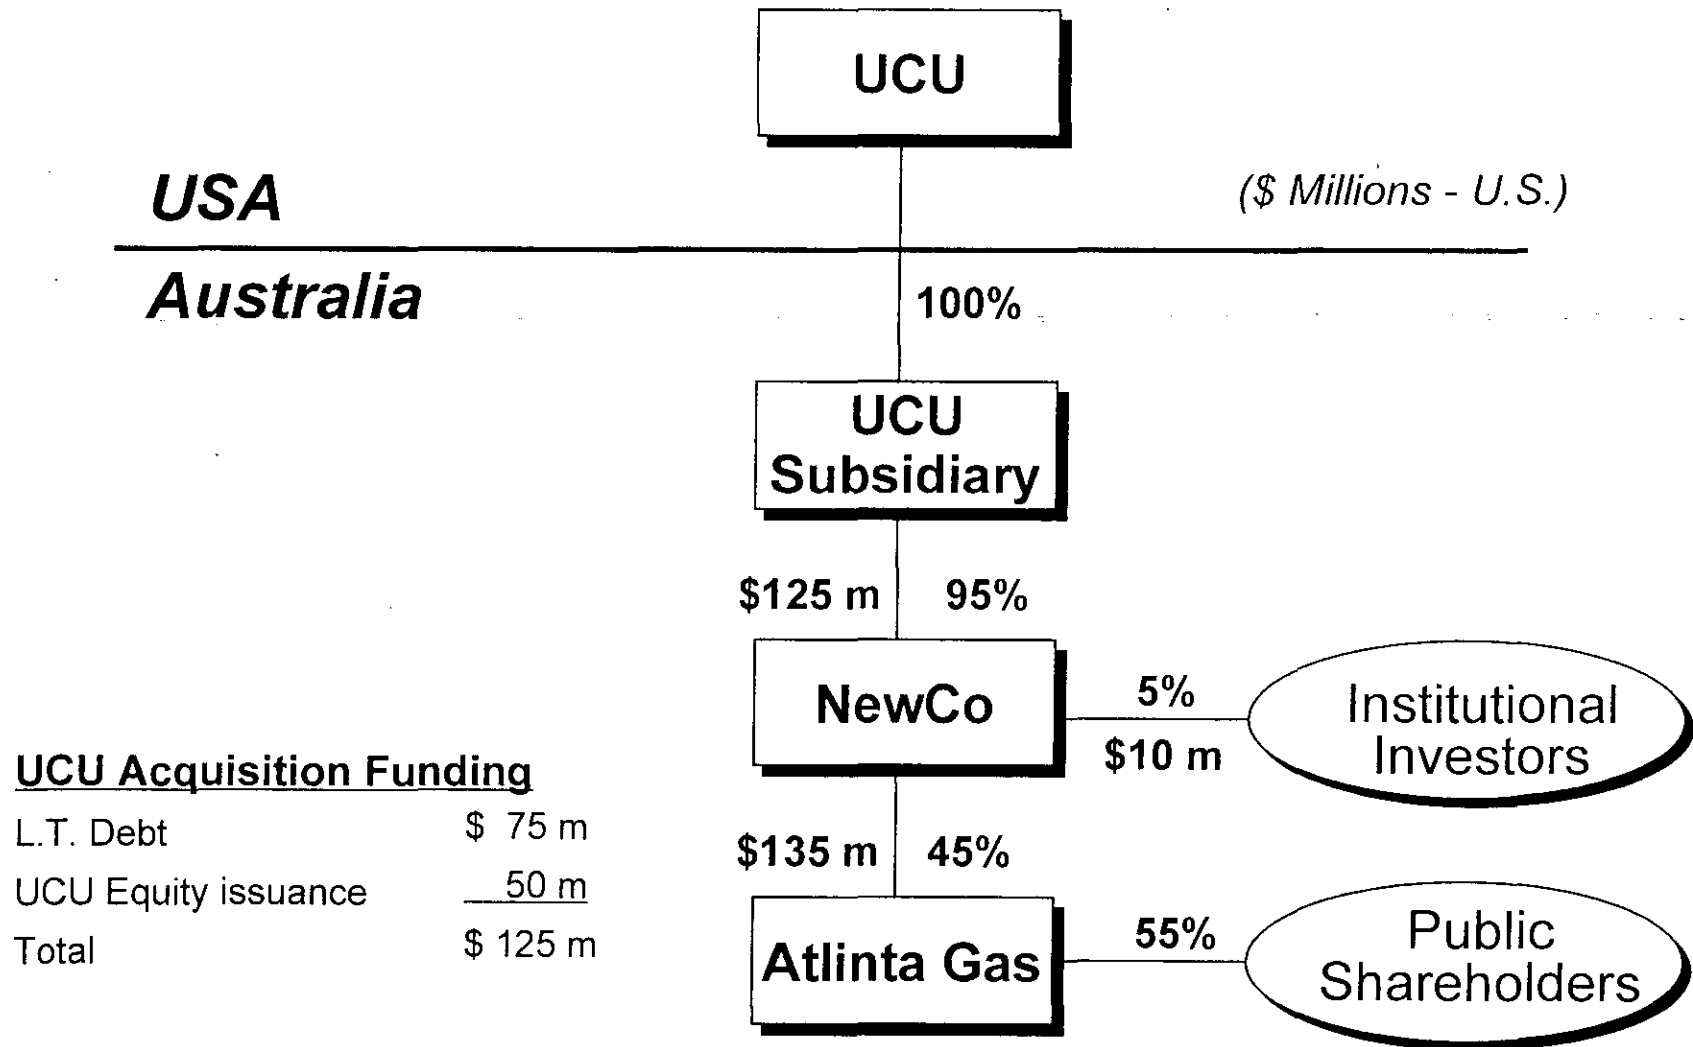 UCU
USA
($ Millions - U.S.)
Australia
100%
UCU
Subsidiary
$125 m 95%
NewCo
5%
$10 m
Institutional
Investors
UCU Acquisition Funding
L.T. Debt $ 75 m
UCU Equity issuance 50 m
Total $ 125 m
$135 m 45%
Atlinta Gas
55%
Public
Shareholders